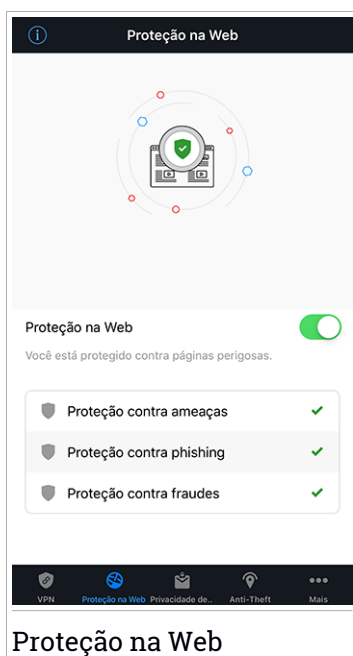 Proteção na Web
Proteção na Web
Você está protegido contra páginas perigosas.
Proteção contra ameaças
Proteção contra phishing
Proteção contra fraudes
VPN
Proteção na Web
Privacidade de..
Anti-Theft
Mais
Proteção na Web